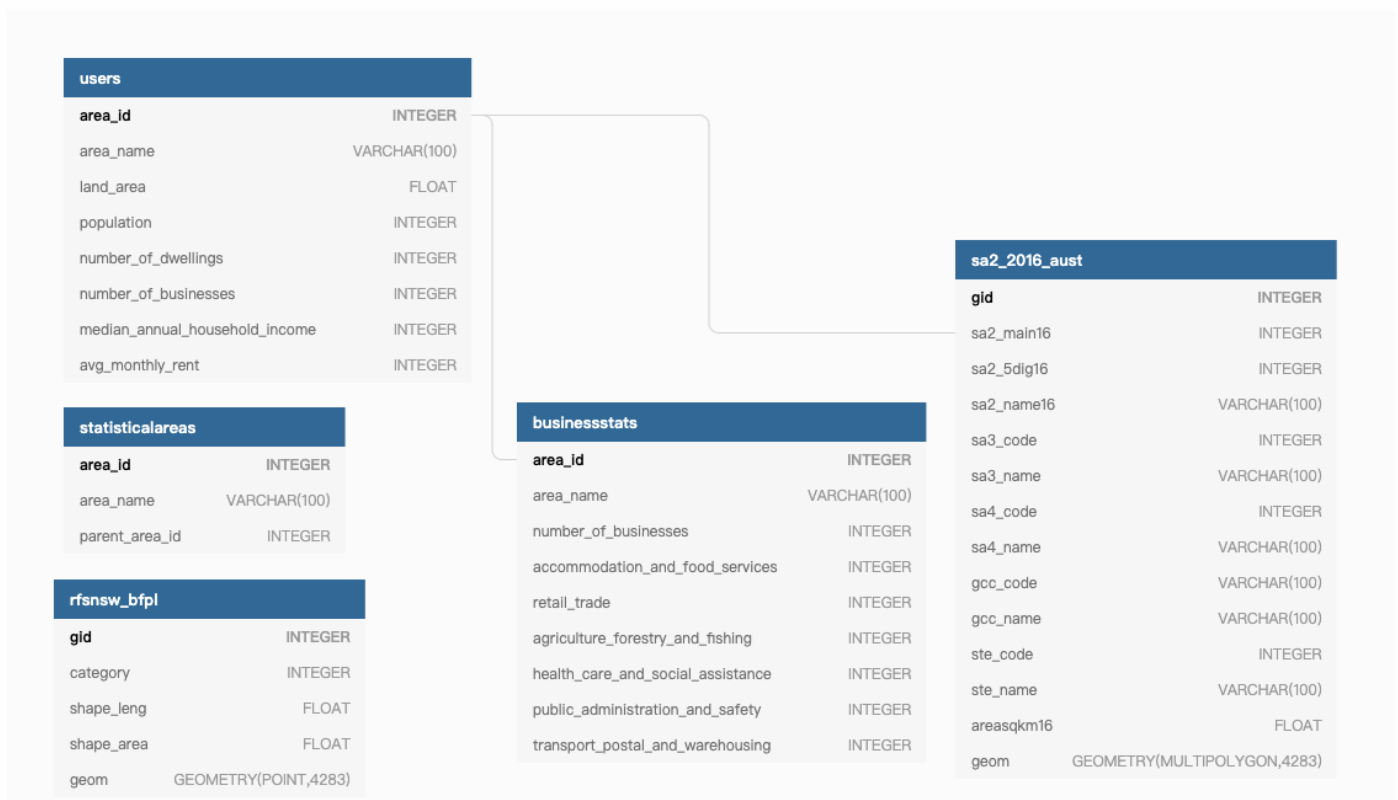 users
area_id INTEGER
area_name VARCHAR(100)
land_area FLOAT
population INTEGER
number_of_dwellings INTEGER
number_of_businesses INTEGER
median_annual_household_income INTEGER
avg_monthly_rent INTEGER
statisticalareas
area_id INTEGER
area_name VARCHAR(100)
parent_area_id INTEGER
rfsnsw_bfpl
gid INTEGER
category INTEGER
shape_leng FLOAT
shape_area FLOAT
geom GEOMETRY(POINT,4283)
businessstats
area_id INTEGER
area_name VARCHAR(100)
number_of_businesses INTEGER
accommodation_and_food_services INTEGER
retail_trade INTEGER
agriculture_forestry_and_fishing INTEGER
health_care_and_social_assistance INTEGER
public_administration_and_safety INTEGER
transport_postal_and_warehousing INTEGER
sa2_2016_aust
gid INTEGER
sa2_main16 INTEGER
sa2_5dig16 INTEGER
sa2_name16 VARCHAR(100)
sa3_code INTEGER
sa3_name VARCHAR(100)
sa4_code INTEGER
sa4_name VARCHAR(100)
gcc_code VARCHAR(100)
gcc_name VARCHAR(100)
ste_code INTEGER
ste_name VARCHAR(100)
areasqkm16 FLOAT
geom GEOMETRY(MULTIPOLYGON,4283)